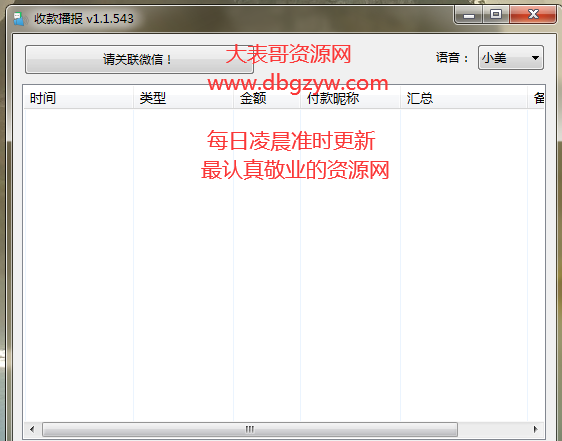 收款播报 v1.1.543
请关联微信！
大表哥资源网
语音：
小美
www.dbgzyw.com
时间
类型
金额
付款昵称
汇总
备
每日凌晨准时更新
最认真敬业的资源网